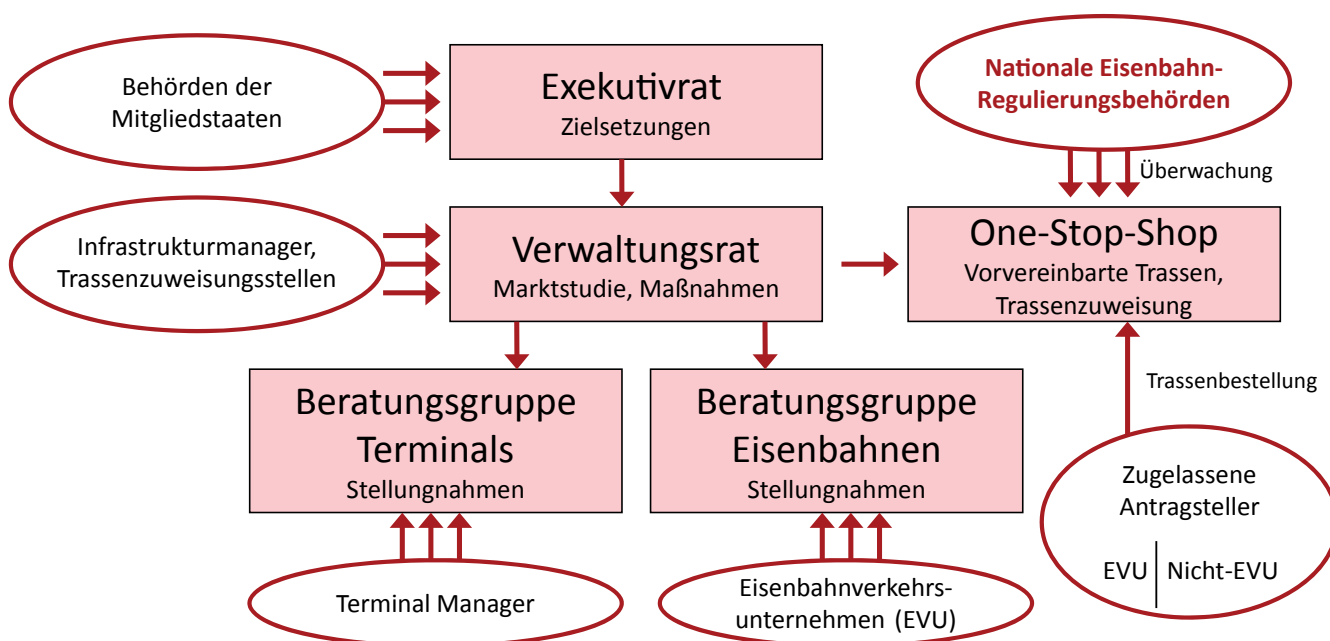 Behörden der
Mitgliedstaaten
Exekutivrat
Zielsetzungen
Nationale Eisenbahn-
Regulierungsbehörden
Überwachung
Infrastrukturmanager,
Trassenzuweisungsstellen
Verwaltungsrat
Marktstudie, Maßnahmen
One-Stop-Shop
Vorvereinbarte Trassen,
Trassenzuweisung
Beratungsgruppe
Terminals
Stellungnahmen
Beratungsgruppe
Eisenbahnen
Stellungnahmen
Trassenbestellung
Zugelassene
Antragsteller
EVU | Nicht-EVU
Terminal Manager
Eisenbahnverkehrs-
unternehmen (EVU)